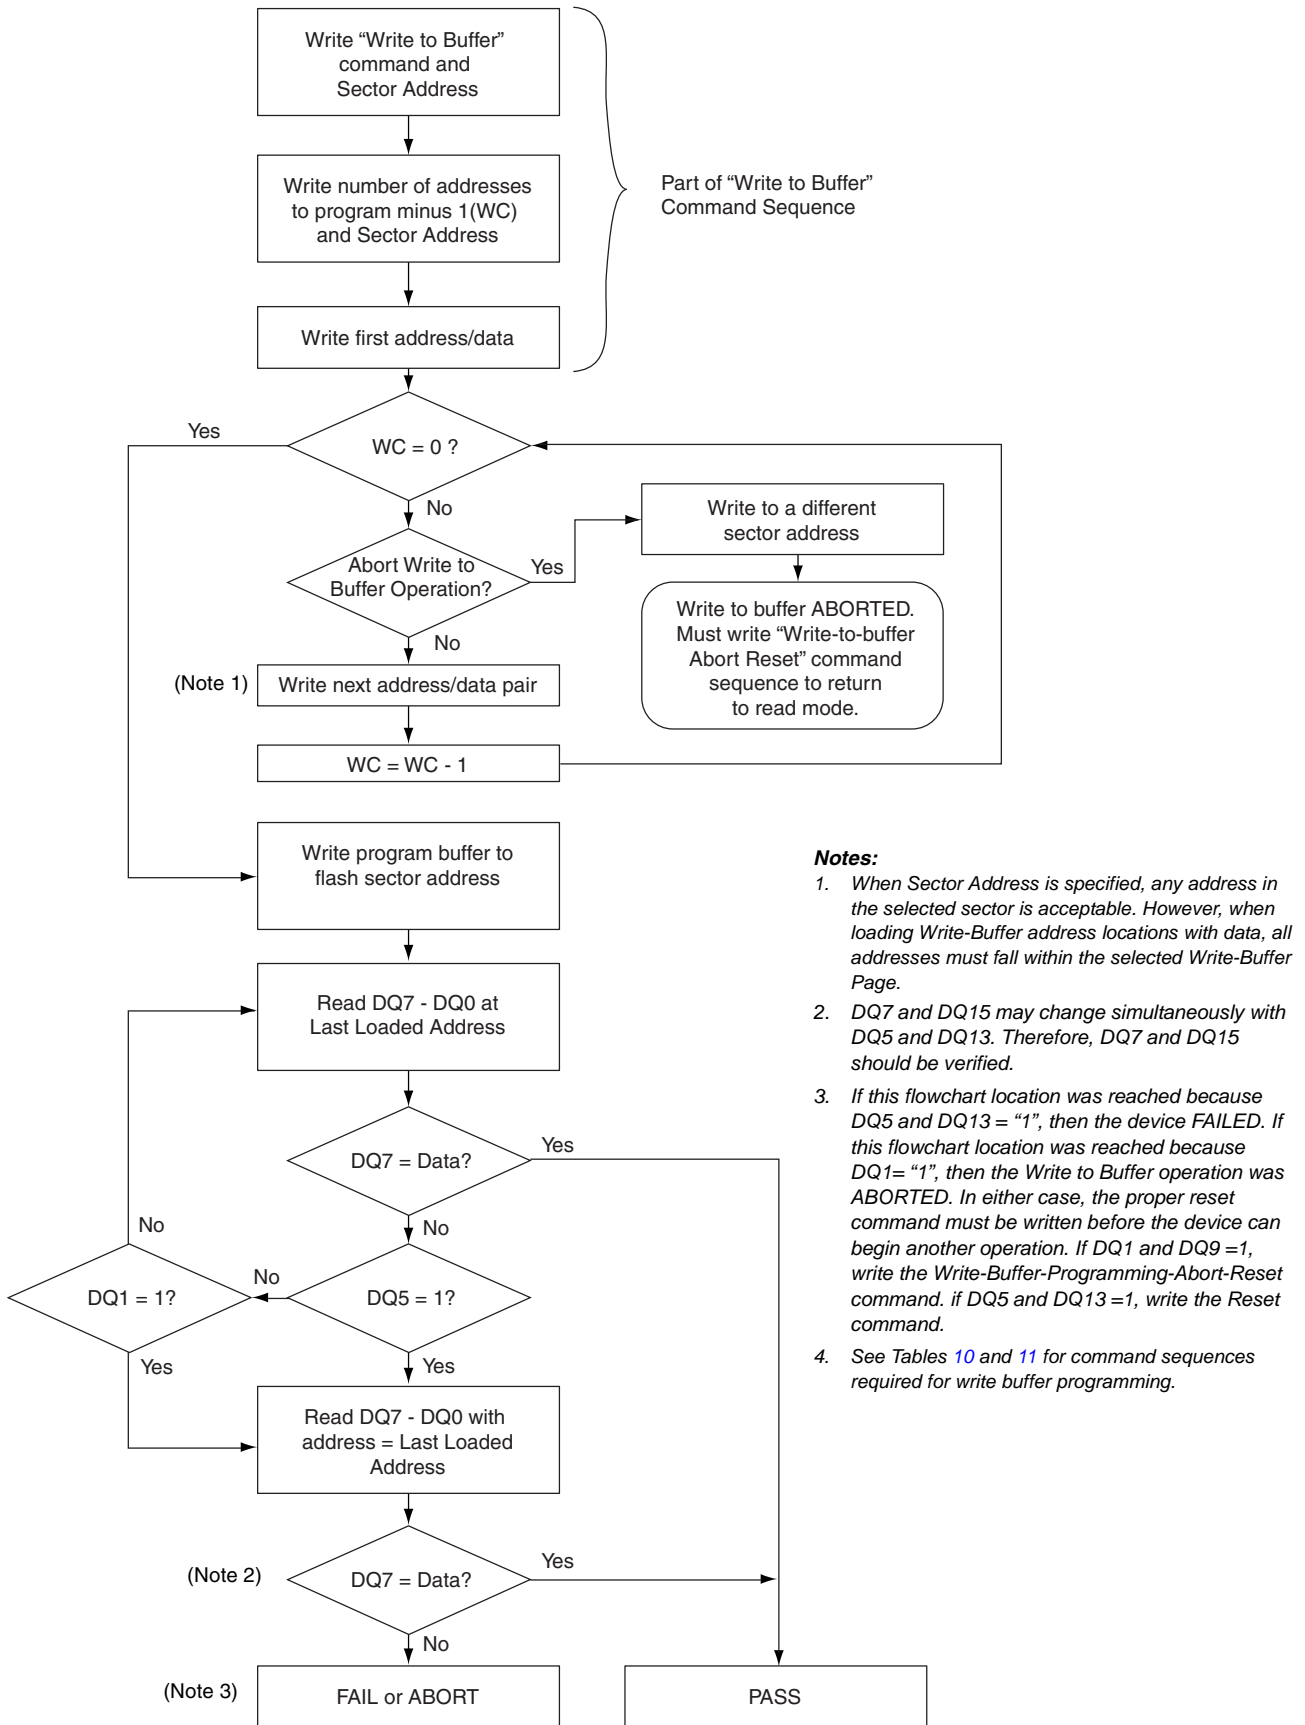 Write “Write to Buffer”
command and
Sector Address
Write number of addresses
to program minus 1(WC)
and Sector Address
Part of “Write to Buffer”
Command Sequence
Write first address/data
Yes
WC = 0 ?
No
Write to a different
sector address
Abort Write to
Buffer Operation?
Yes
Write to buffer ABORTED.
Must write “Write-to-buffer
Abort Reset” command
sequence to return
to read mode.
No
(Note 1)
Write next address/data pair
WC = WC - 1
Write program buffer to
flash sector address
Read DQ7 - DQ0 at
Last Loaded Address
DQ7 = Data?
Yes
No
No
DQ1 = 1?
No
DQ5 = 1?
Yes
Yes
Read DQ7 - DQ0 with
address = Last Loaded
Address
(Note 2)
DQ7 = Data?
Yes
No
(Note 3)
FAIL or ABORT
PASS
Notes:
1. When Sector Address is specified, any address in
the selected sector is acceptable. However, when
loading Write-Buffer address locations with data, all
addresses must fall within the selected Write-Buffer
Page.
2. DQ7 and DQ15 may change simultaneously with
DQ5 and DQ13. Therefore, DQ7 and DQ15
should be verified.
3. If this flowchart location was reached because
DQ5 and DQ13 = “1”, then the device FAILED. If
this flowchart location was reached because
DQ1= “1”, then the Write to Buffer operation was
ABORTED. In either case, the proper reset
command must be written before the device can
begin another operation. If DQ1 and DQ9 =1,
write the Write-Buffer-Programming-Abort-Reset
command. if DQ5 and DQ13 =1, write the Reset
command.
4. See Tables 10 and 11 for command sequences
required for write buffer programming.